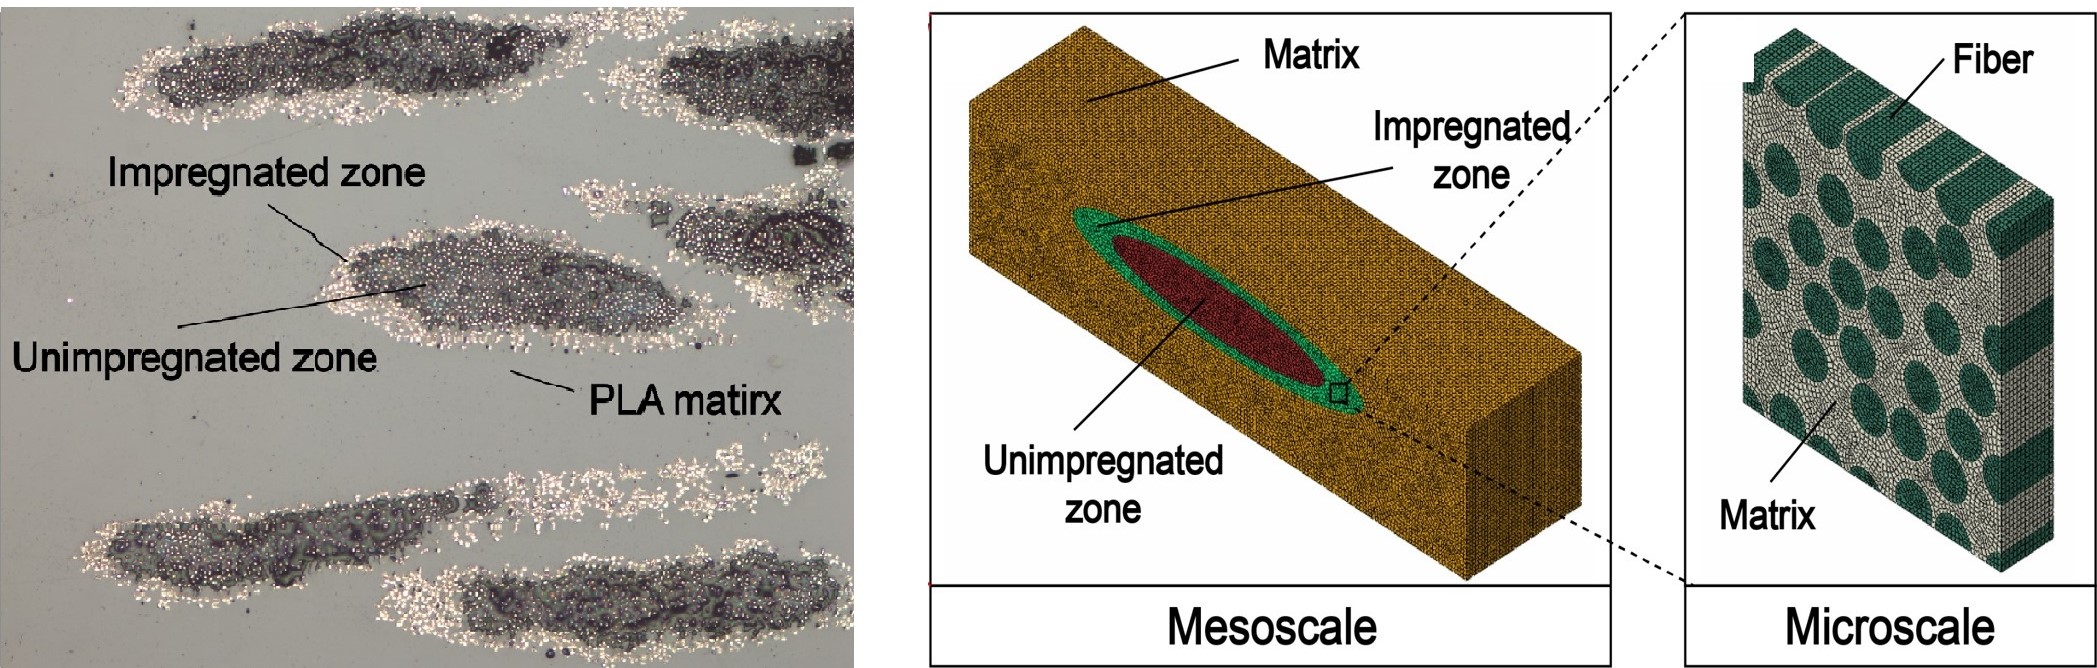 Impregnated zone
Unimpregnated zone
PLA matirx
Matrix
Impregnated
zone
Unimpregnated
zone
Mesoscale
Fiber
Matrix
Microscale